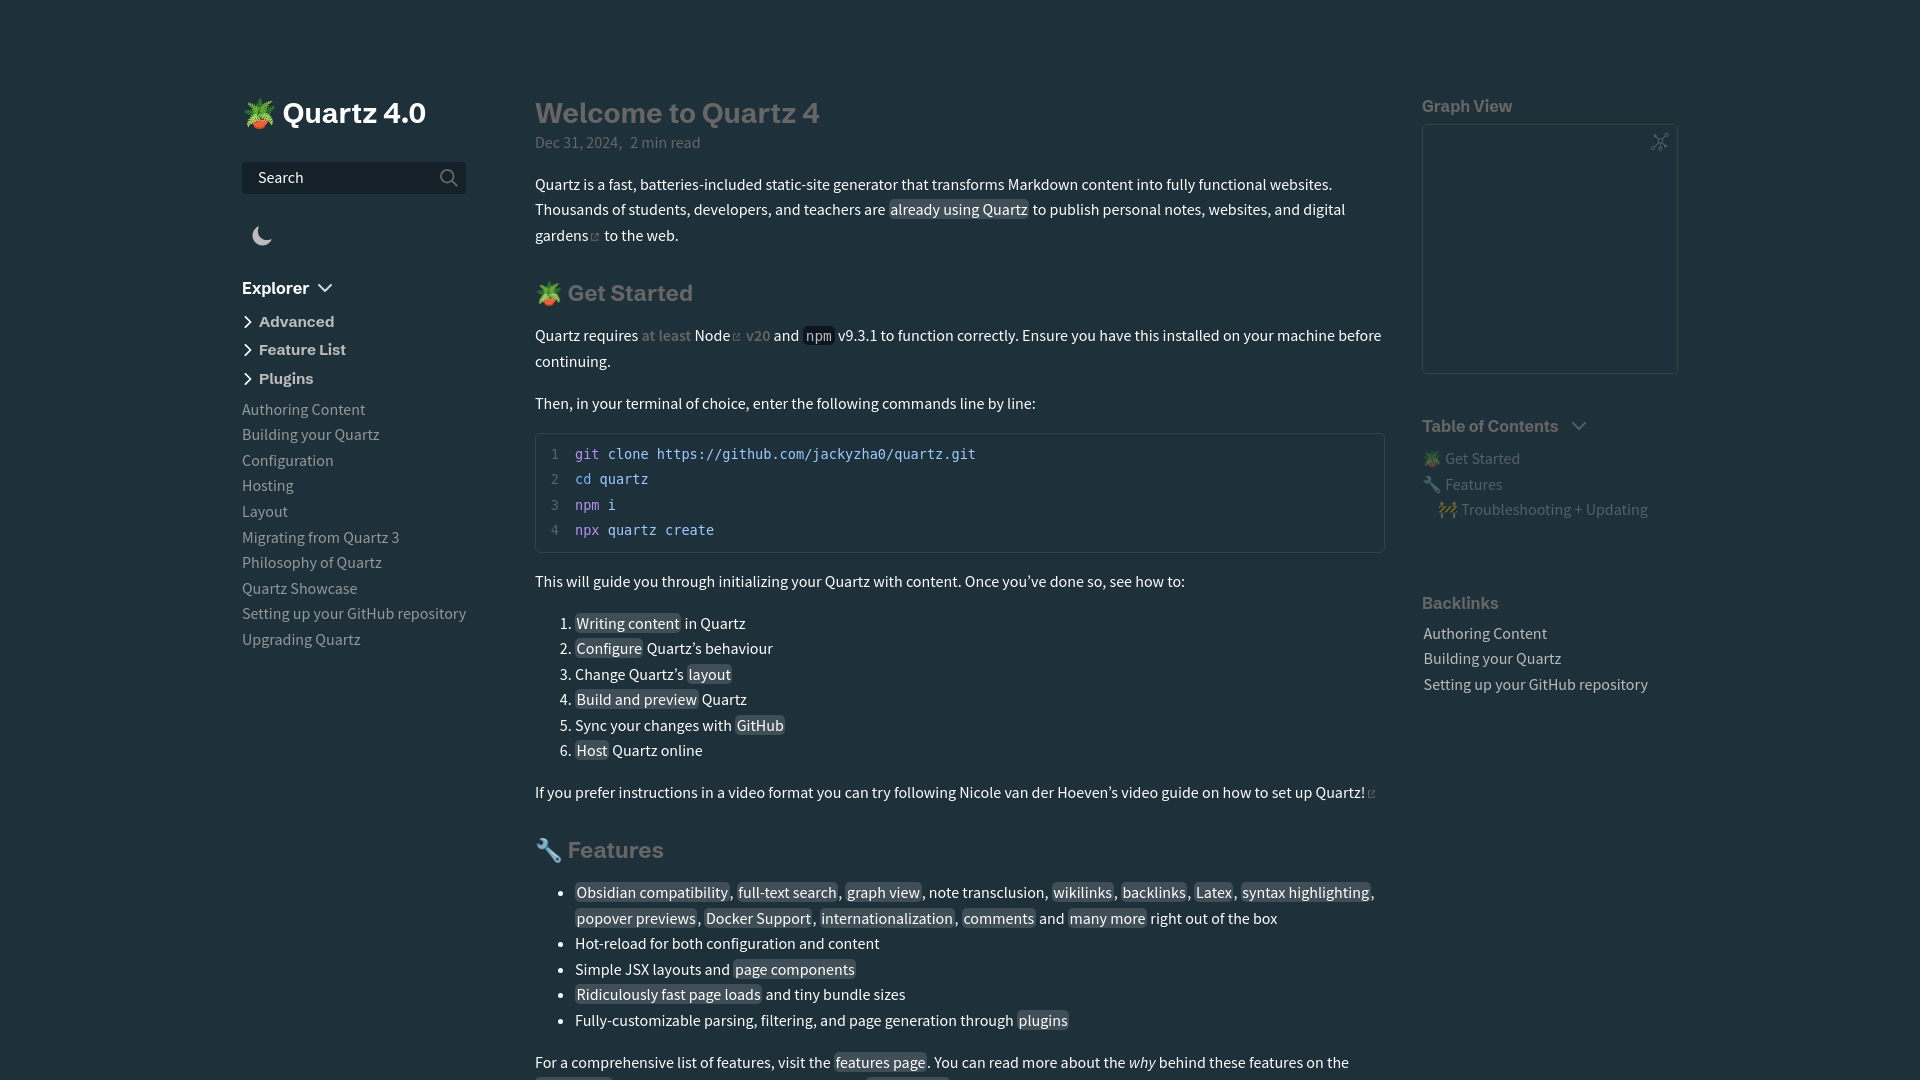 🪴 Quartz 4.0
Search
Explorer
Advanced
Feature List
Plugins
Authoring Content
Building your Quartz
Configuration
Hosting
Layout
Migrating from Quartz 3
Philosophy of Quartz
Quartz Showcase
Setting up your GitHub repository
Upgrading Quartz
Welcome to Quartz 4
Dec 31, 2024, 2 min read
Quartz is a fast, batteries-included static-site generator that transforms Markdown content into fully functional websites.
Thousands of students, developers, and teachers are already using Quartz to publish personal notes, websites, and digital
gardens to the web.
🪴 Get Started
Quartz requires at least Node v20 and npm v9.3.1 to function correctly. Ensure you have this installed on your machine before
continuing.
Then, in your terminal of choice, enter the following commands line by line:
1 git clone https://github.com/jackyzha0/quartz.git
2 cd quartz
3 npm i
4 npx quartz create
This will guide you through initializing your Quartz with content. Once you’ve done so, see how to:
1. Writing content in Quartz
2. Configure Quartz’s behaviour
3. Change Quartz’s layout
4. Build and preview Quartz
5. Sync your changes with GitHub
6. Host Quartz online
If you prefer instructions in a video format you can try following Nicole van der Hoeven’s video guide on how to set up Quartz!
🔧 Features
• Obsidian compatibility, full-text search, graph view, note transclusion, wikilinks, backlinks, Latex, syntax highlighting,
popover previews, Docker Support, internationalization, comments and many more right out of the box
• Hot-reload for both configuration and content
• Simple JSX layouts and page components
• Ridiculously fast page loads and tiny bundle sizes
• Fully-customizable parsing, filtering, and page generation through plugins
For a comprehensive list of features, visit the features page. You can read more about the why behind these features on the
Graph View
Table of Contents
🪴 Get Started
🔧 Features
🚧 Troubleshooting + Updating
Backlinks
Authoring Content
Building your Quartz
Setting up your GitHub repository